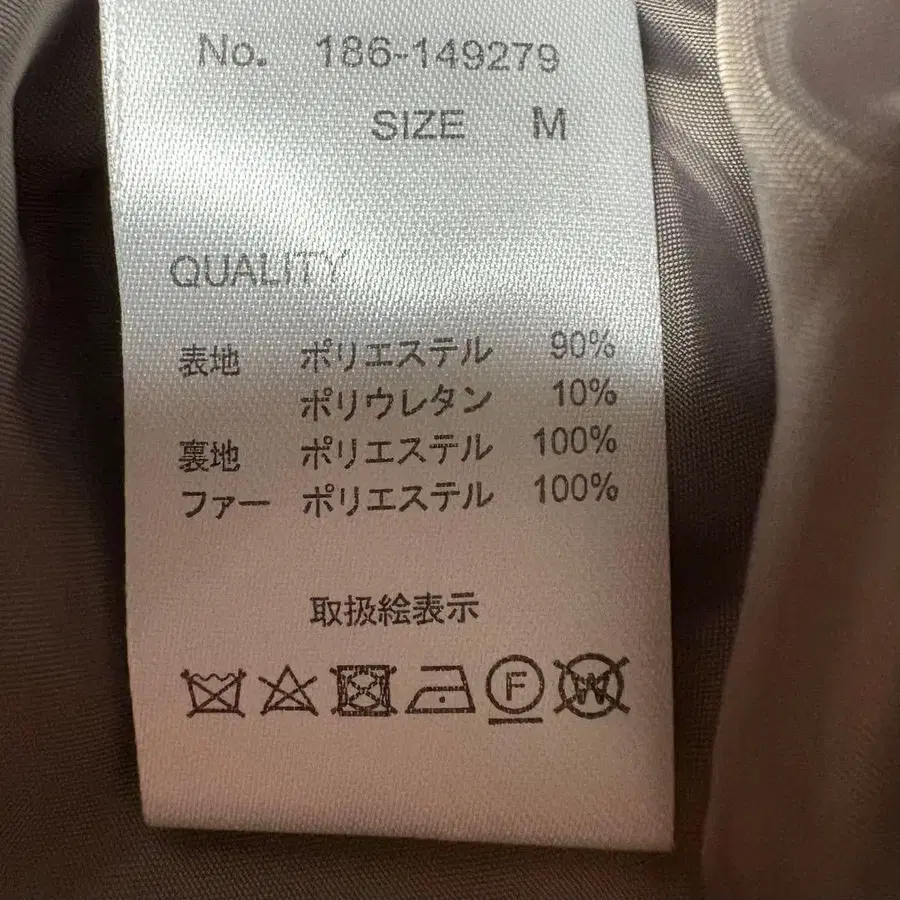 No. 186-149279
SIZE M
QUALITY
表地 ポリエステル 90%
ポリウレタン 10%
裏地 ポリエステル 100%
ファー ポリエステル 100%
取扱絵表示
F W